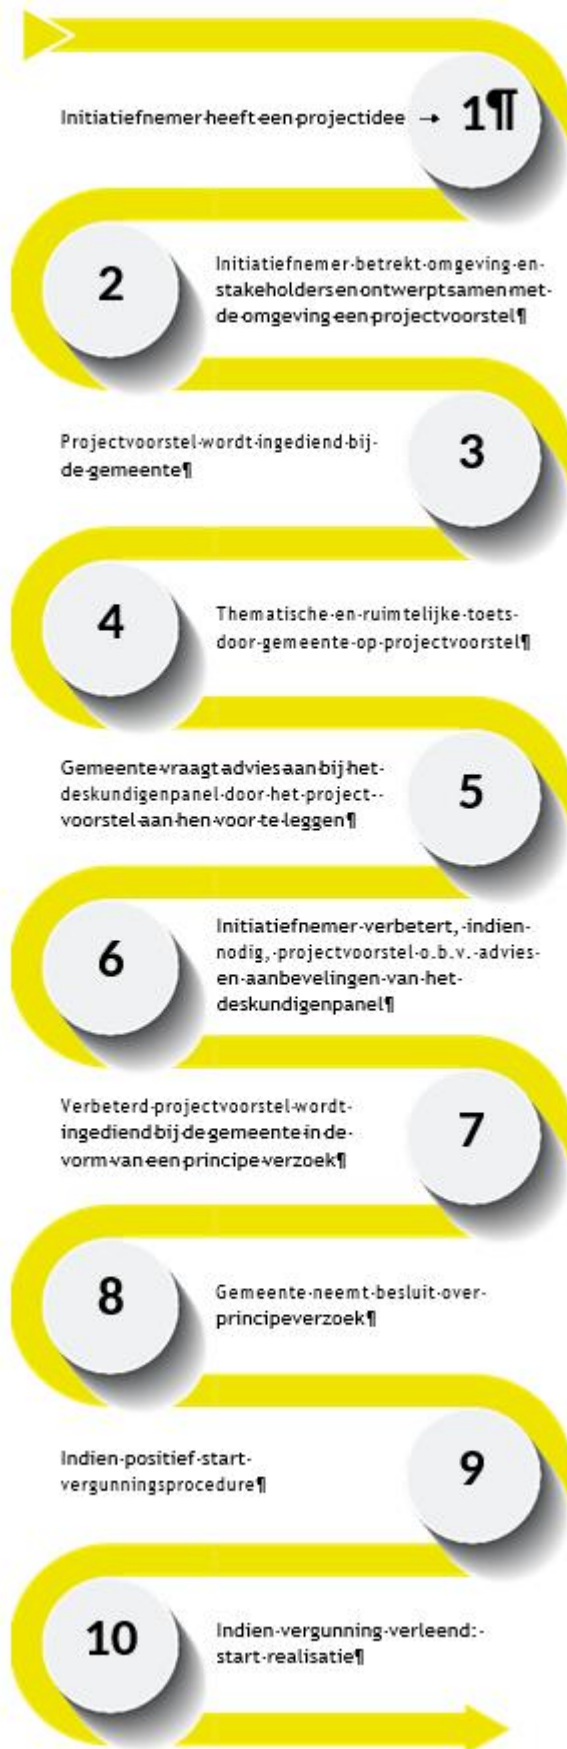 Initiatiefnemer·heeft·een·projectidee → 1¶
2
Initiatiefnemer·betrekt·omgeving·en·
stakeholders·en·ontwerpt·samen·met·
de·omgeving·een·projectvoorstel¶
Projectvoorstel·wordt·ingediend·bij·
de·gemeente¶
3
4
Thematische·en·ruimtelijke·toets·
door·gemeente·op·projectvoorstel¶
Gemeente·vraagt·advies·aan·bij·het·
deskundigenpanel·door·het·project-·
voorstel·aan·hen·voor·te·leggen¶
5
6
Initiatiefnemer·verbetert,·indien·
nodig,·projectvoorstel·o.b.v.·advies·
en·aanbevelingen·van·het·
deskundigenpanel¶
Verbeterd·projectvoorstel·wordt·
ingediend·bij·de·gemeente·in·de·
vorm·van·een·principe·verzoek¶
7
8
Gemeente·neemt·besluit·over·
principeverzoek¶
Indien·positief·start·
vergunningsprocedure¶
9
10
Indien·vergunning·verleend:·
start·realisatie¶